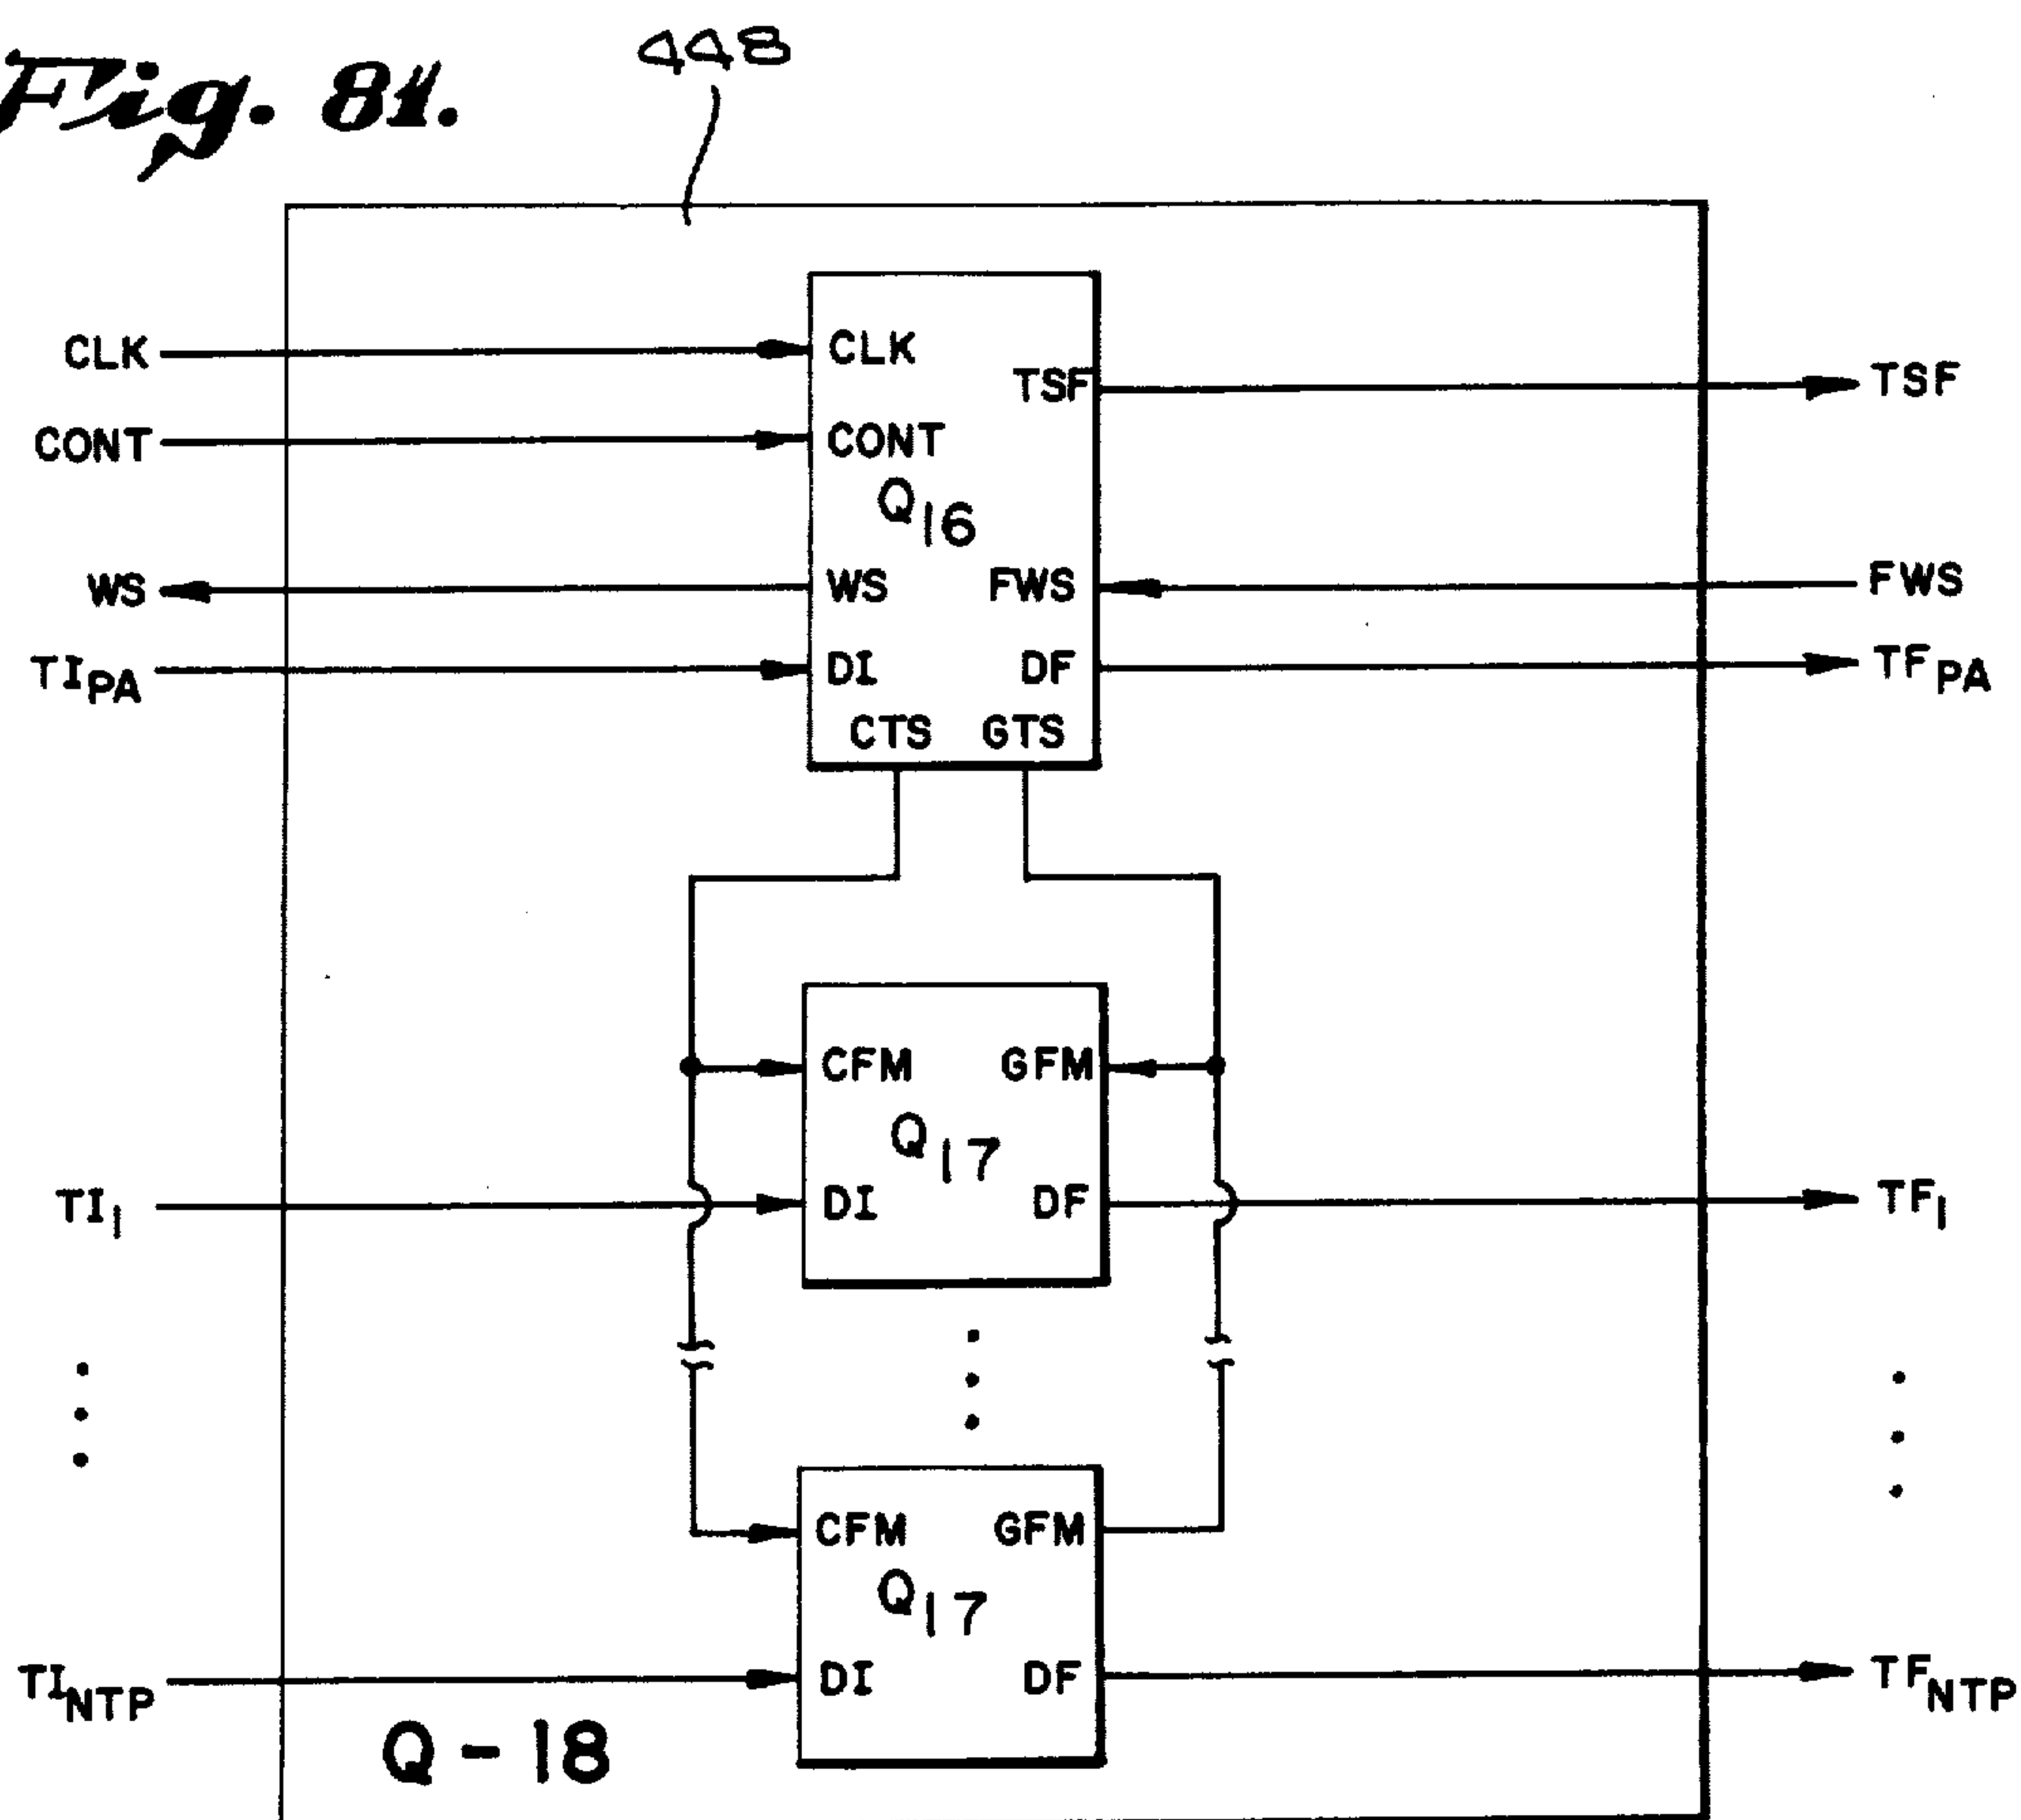 Fig. 81.
448
CLK CLK TSF TSF
CONT CONT
Q16
WS WS FWS FWS
TIPA DI DF TFPA
CTS GTS
CFM GFM
Q17
TI1 DI DF TF1
CFM GFM
Q17
TINTP DI DF TFNTP
Q-18